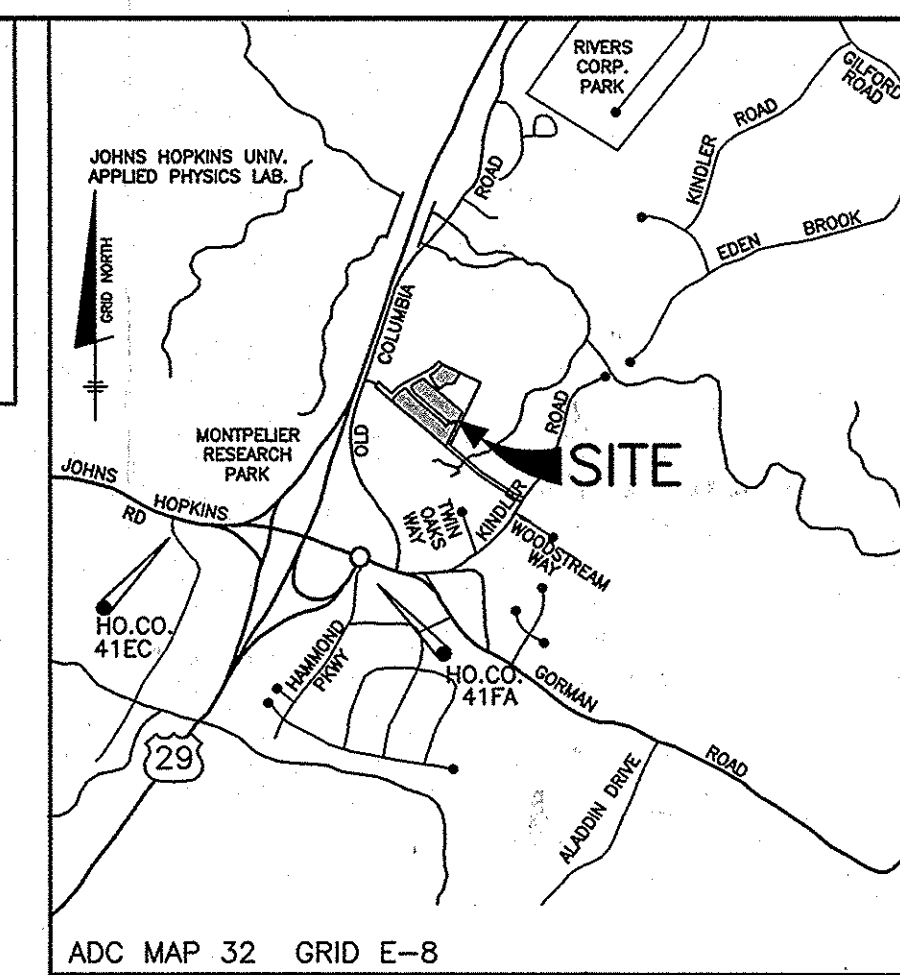 RIVERS
CORP.
PARK
GILFORD
ROAD
KINDLER ROAD
JOHNS HOPKINS UNIV.
APPLIED PHYSICS LAB.
GRID NORTH
EDEN BROOK
OLD COLUMBIA ROAD
MONTPELIER
RESEARCH
PARK
SITE
JOHNS HOPKINS RD
KINDLER ROAD
TWIN
OAKS
WAY
WOODSTREAM
WAY
HO.CO.
41EC
HAMMOND
PKWY
HO.CO.
41FA
GORMAN ROAD
29
ALADDIN DRIVE
ADC MAP 32 GRID E-8